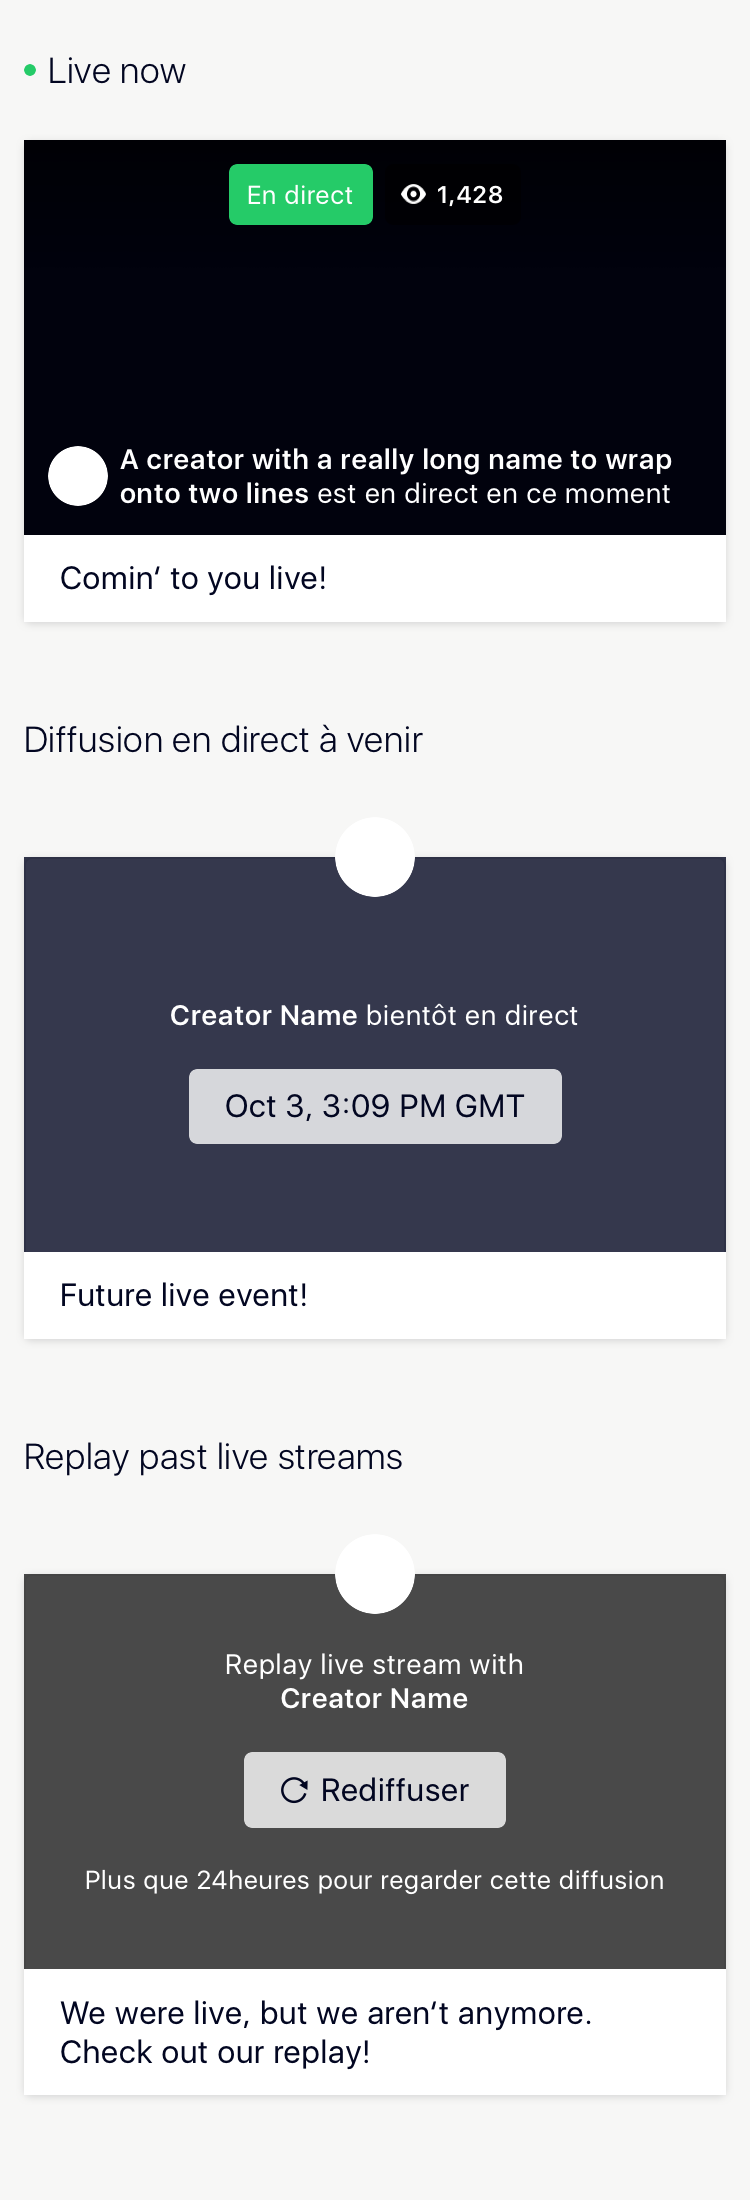 Live now
En direct
1,428
A creator with a really long name to wrap
onto two lines est en direct en ce moment
Comin‘ to you live!
Diffusion en direct à venir
Creator Name bientôt en direct
Oct 3, 3:09 PM GMT
Future live event!
Replay past live streams
Replay live stream with
Creator Name
Rediffuser
Plus que 24heures pour regarder cette diffusion
We were live, but we aren‘t anymore.
Check out our replay!